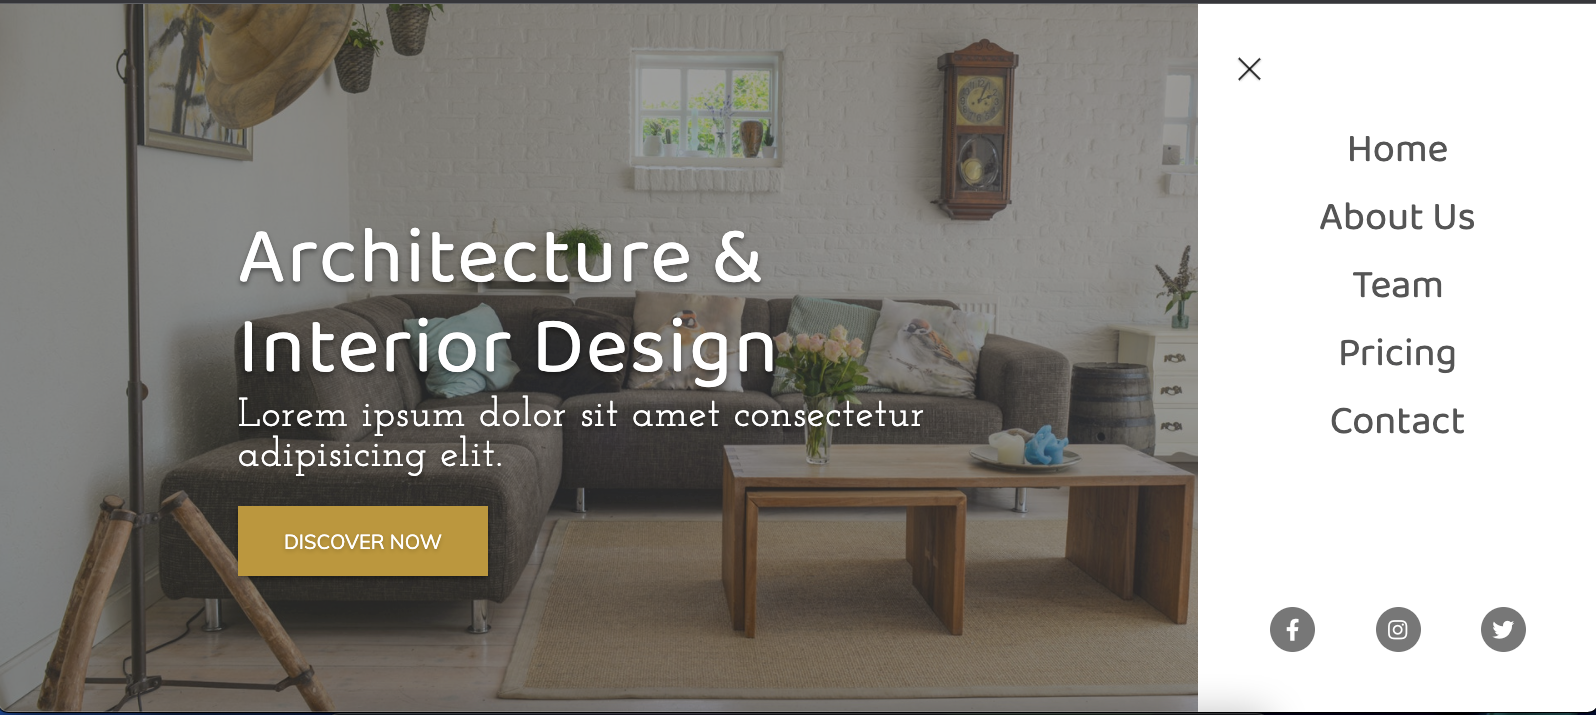 Architecture &
Interior Design
Lorem ipsum dolor sit amet consectetur
adipisicing elit.
DISCOVER NOW
Home
About Us
Team
Pricing
Contact